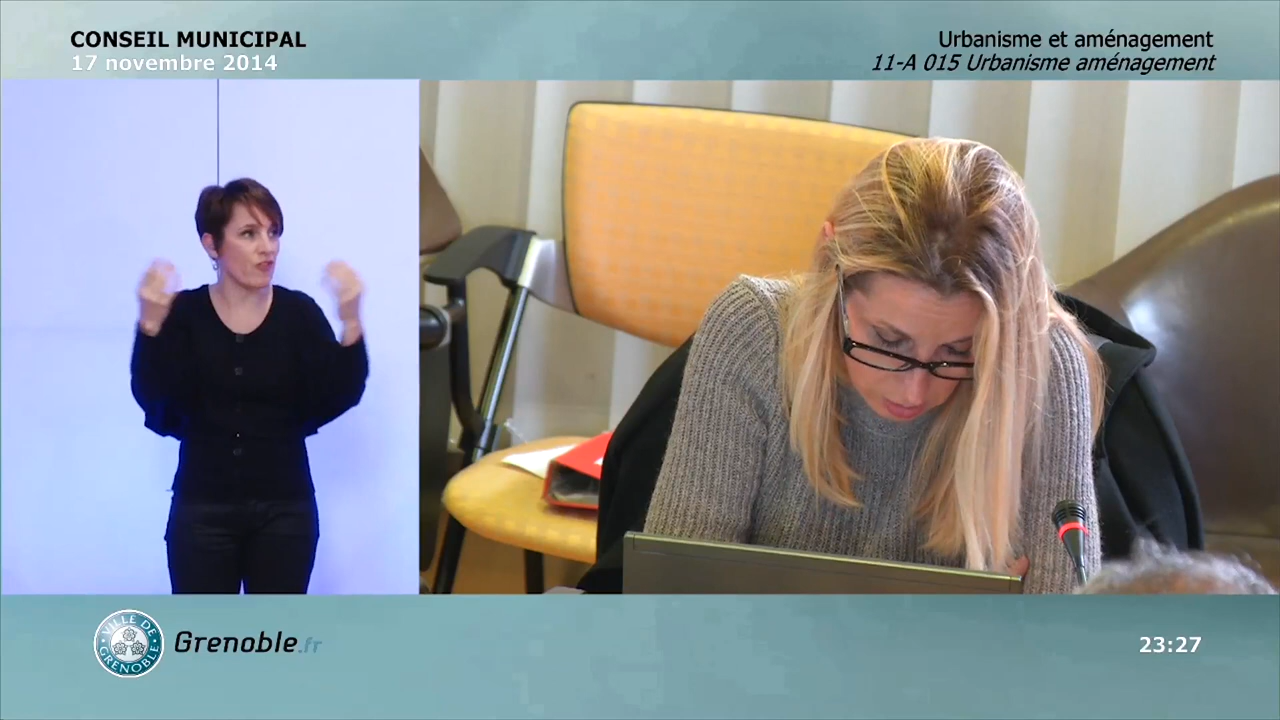 CONSEIL MUNICIPAL
17 novembre 2014
Urbanisme et aménagement
11-A 015 Urbanisme aménagement
VILLE DE GRENOBLE
Grenoble.fr
23:27